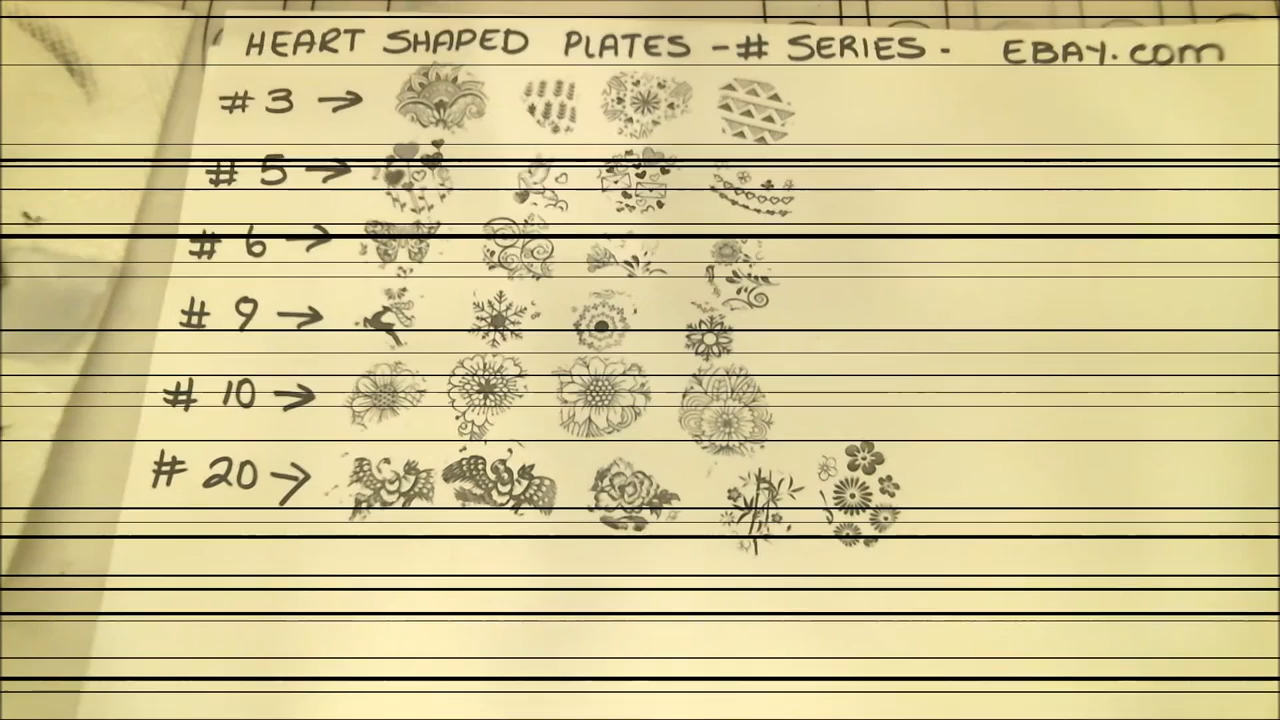 HEART SHAPED PLATES - # SERIES - EBAY.com
#3 →
# 5 →
# 6 →
# 9 →
# 10 →
# 20 →